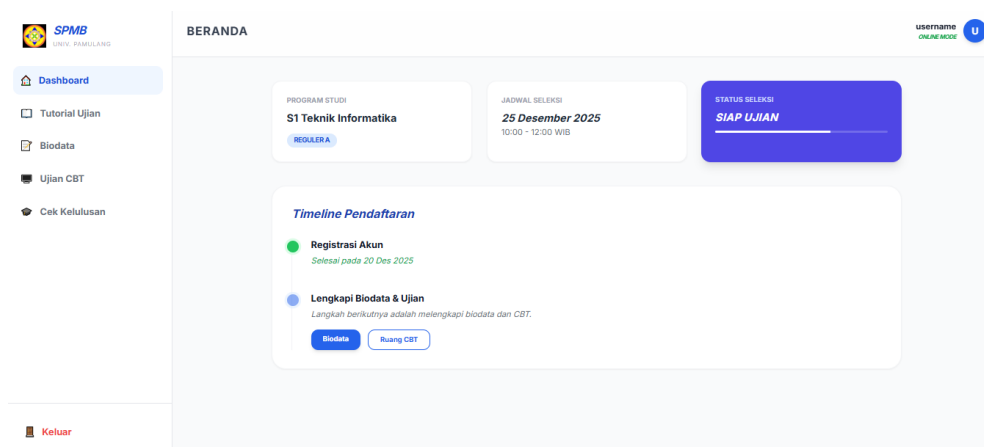 SPMB
UNIV. PAMULANG
Dashboard
Tutorial Ujian
Biodata
Ujian CBT
Cek Kelulusan
Keluar
BERANDA
username
ONLINE MODE
U
PROGRAM STUDI
S1 Teknik Informatika
REGULER A
JADWAL SELEKSI
25 Desember 2025
10:00 - 12:00 WIB
STATUS SELEKSI
SIAP UJIAN
Timeline Pendaftaran
Registrasi Akun
Selesai pada 20 Des 2025
Lengkapi Biodata & Ujian
Langkah berikutnya adalah melengkapi biodata dan CBT.
Biodata
Ruang CBT